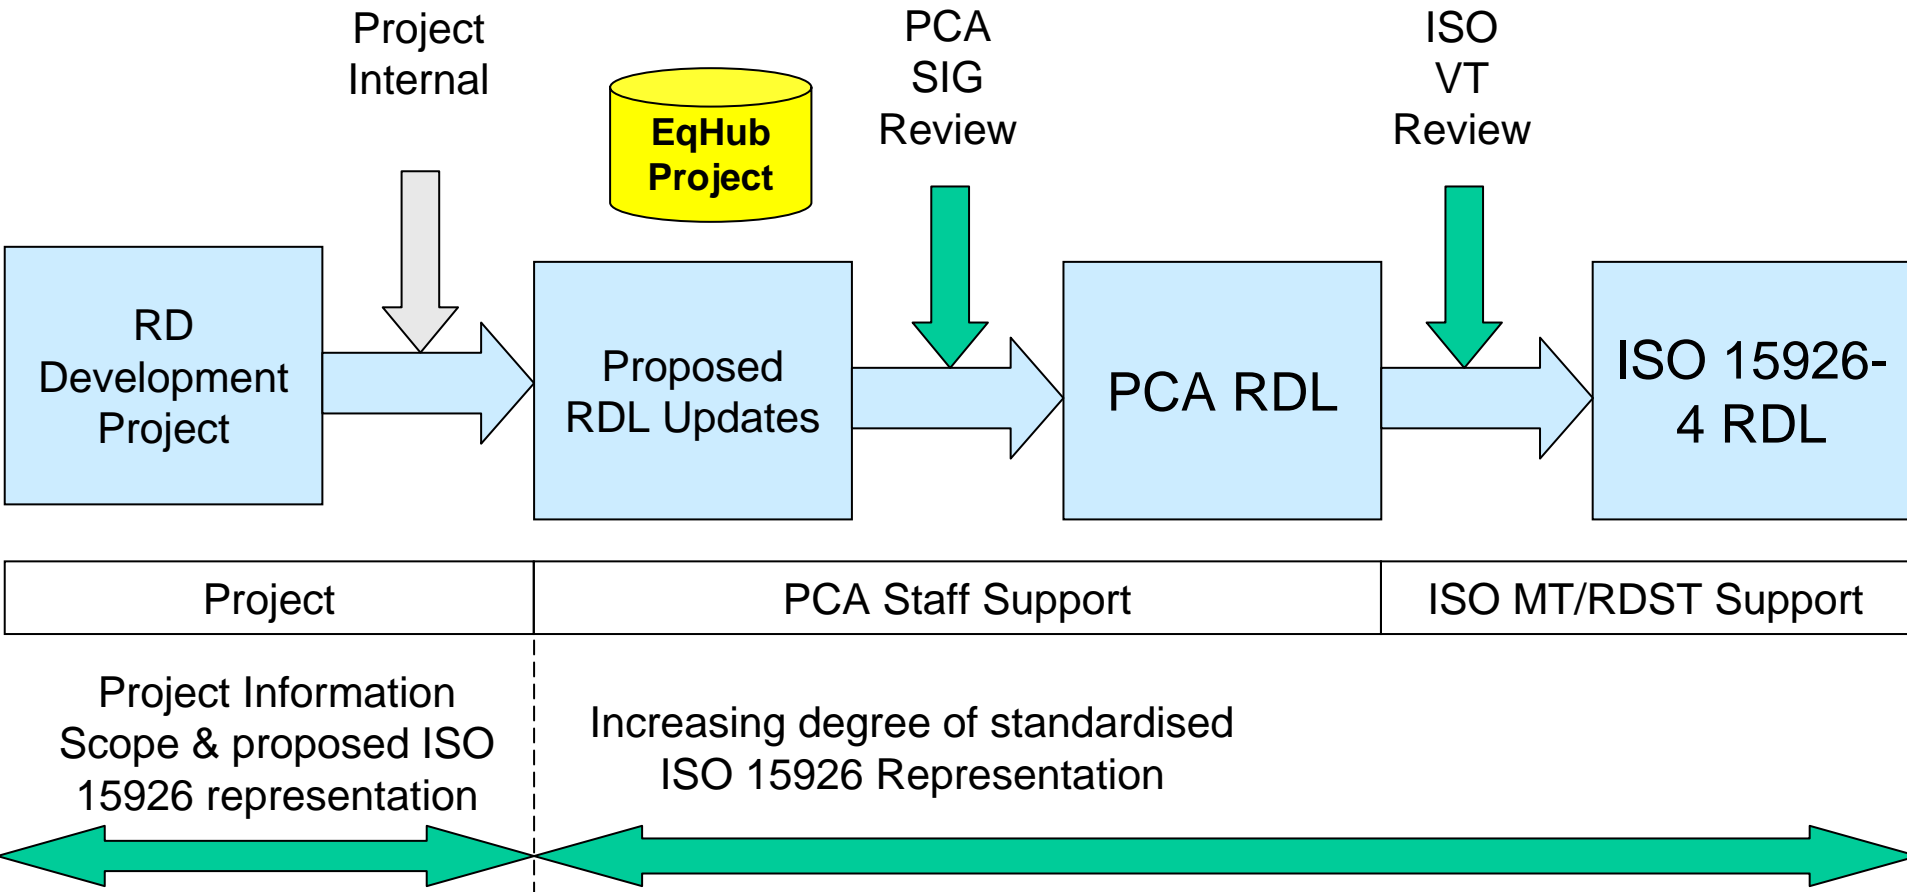 Project
Internal
EqHub
Project
PCA
SIG
Review
ISO
VT
Review
RD
Development
Project
Proposed
RDL Updates
PCA RDL
ISO 15926-
4 RDL
Project
PCA Staff Support
ISO MT/RDST Support
Project Information
Scope & proposed ISO
15926 representation
Increasing degree of standardised
ISO 15926 Representation